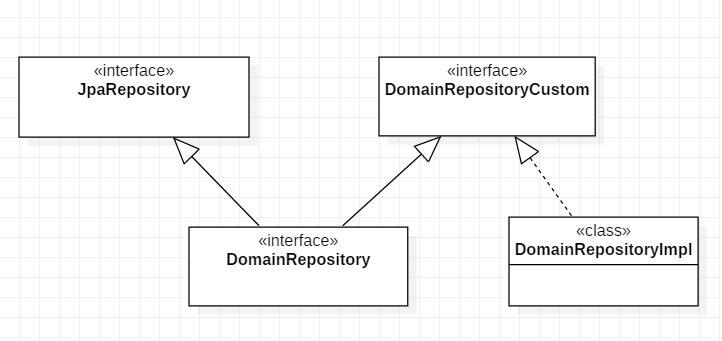 «interface»
JpaRepository
«interface»
DomainRepositoryCustom
«interface»
DomainRepository
«class»
DomainRepositoryImpl